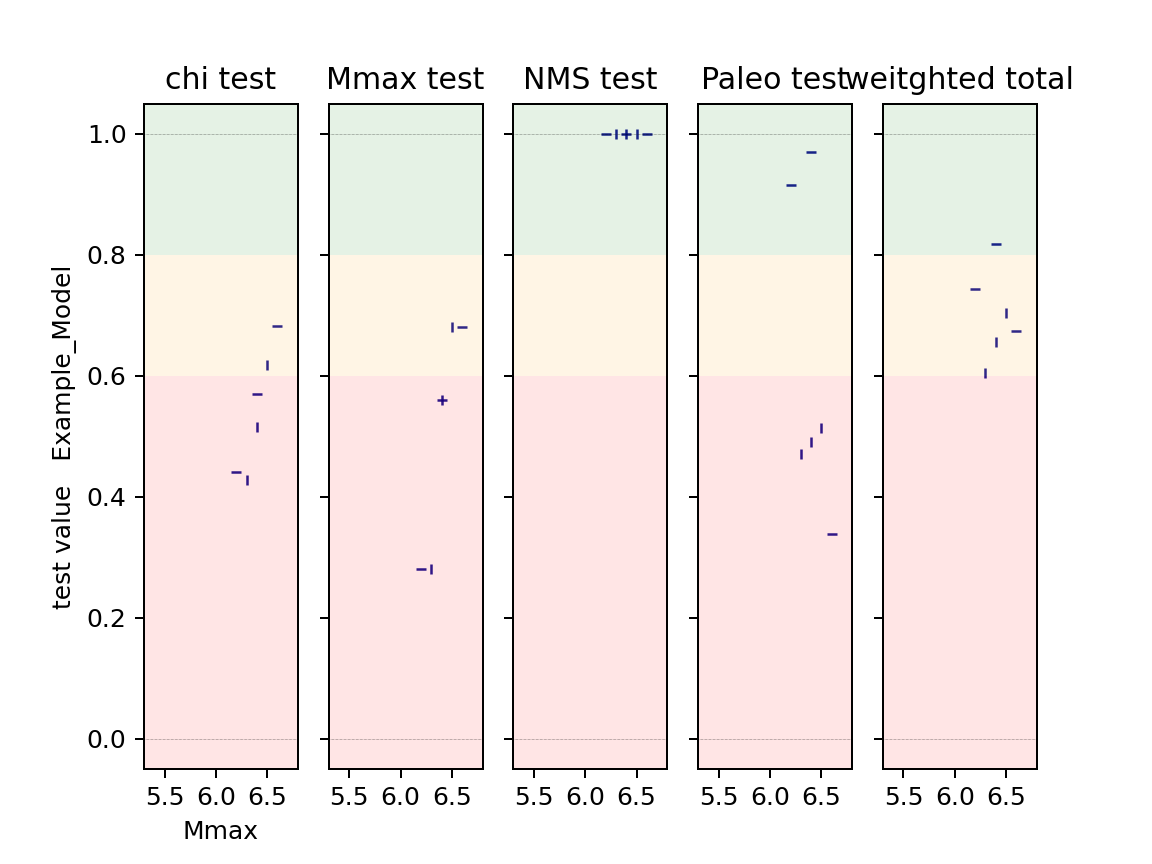 chi test
Mmax test
NMS test
Paleo test
weitghted total
1.0
0.8
0.6
0.4
0.2
0.0
test value   Example_Model
5.5 6.0 6.5
5.5 6.0 6.5
5.5 6.0 6.5
5.5 6.0 6.5
5.5 6.0 6.5
Mmax